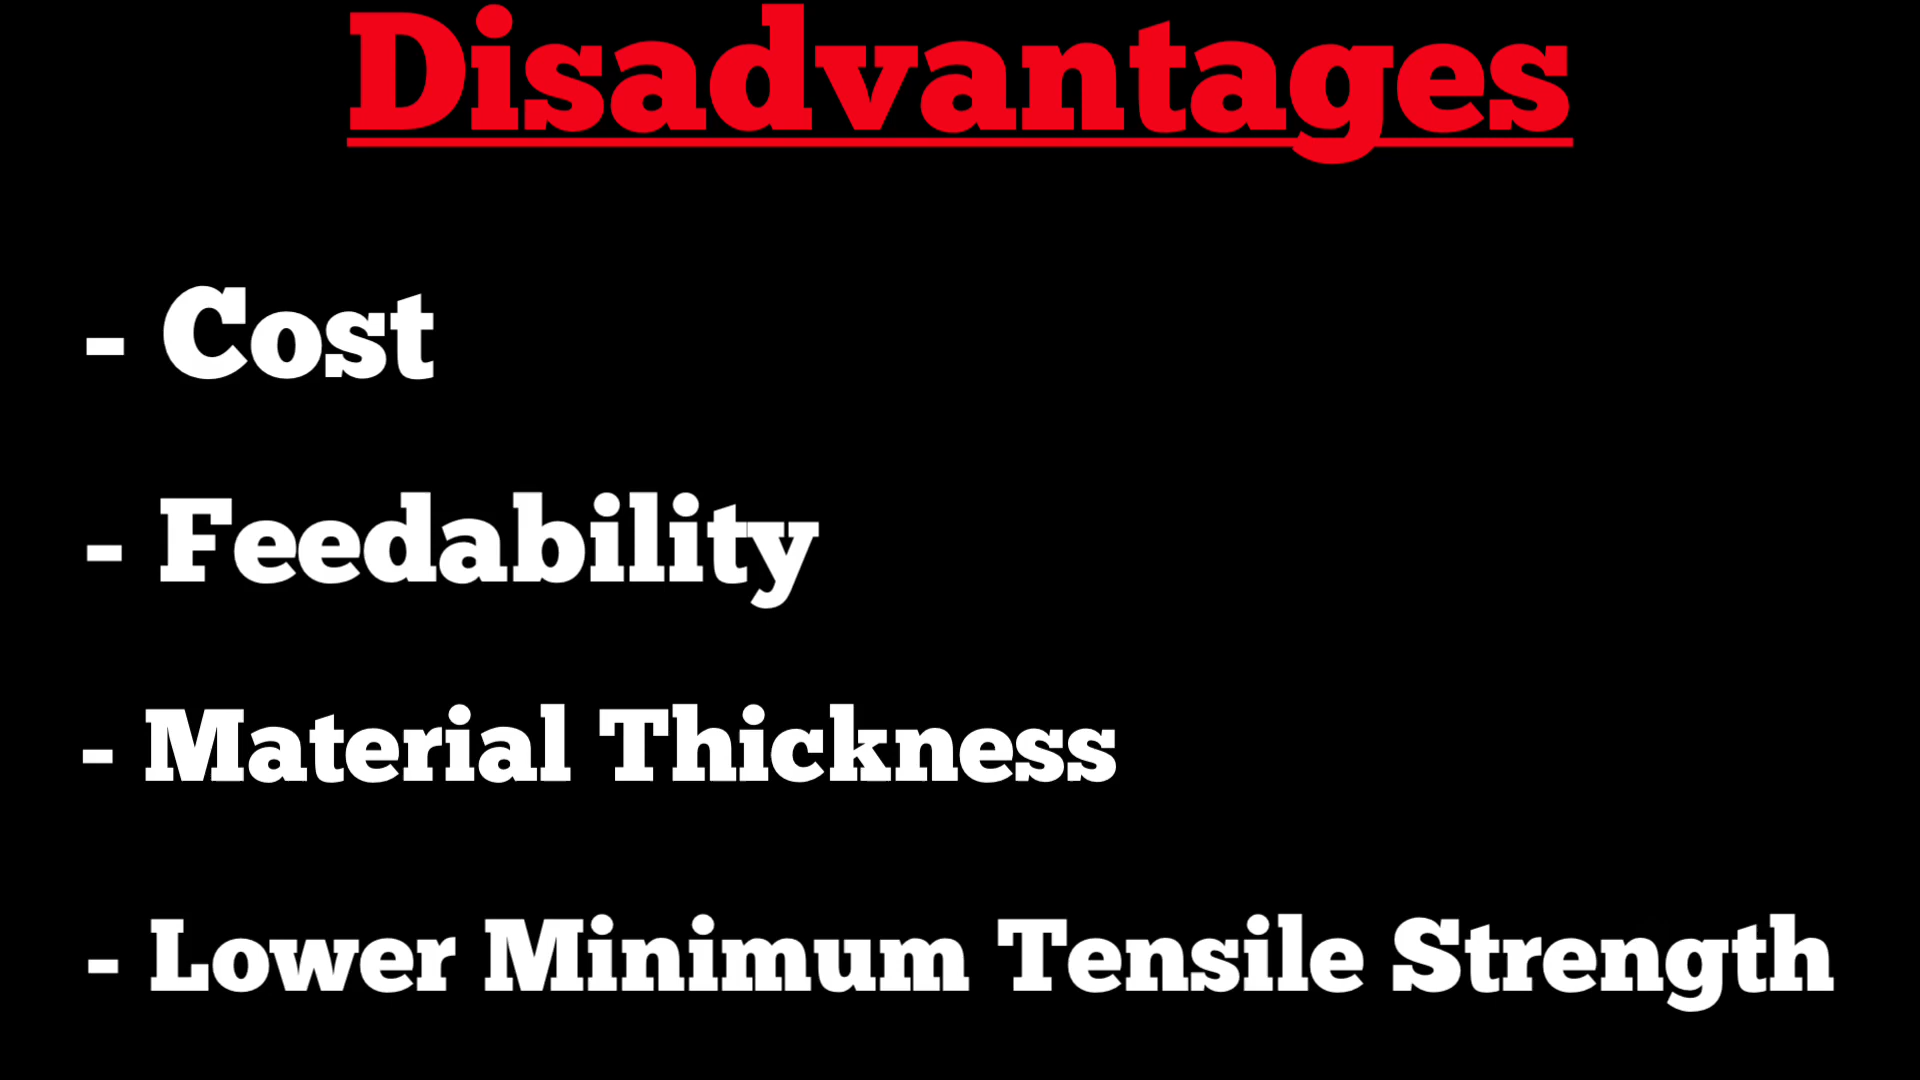 Disadvantages
- Cost
- Feedability
- Material Thickness
- Lower Minimum Tensile Strength